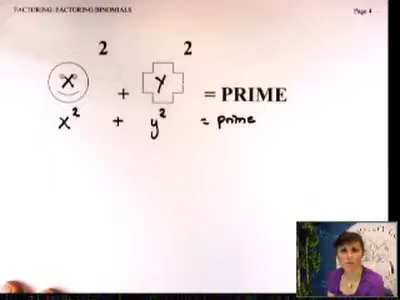 FACTORING: FACTORING BINOMIALS Page 4
2 2
x + y = PRIME
x² + y² = prime